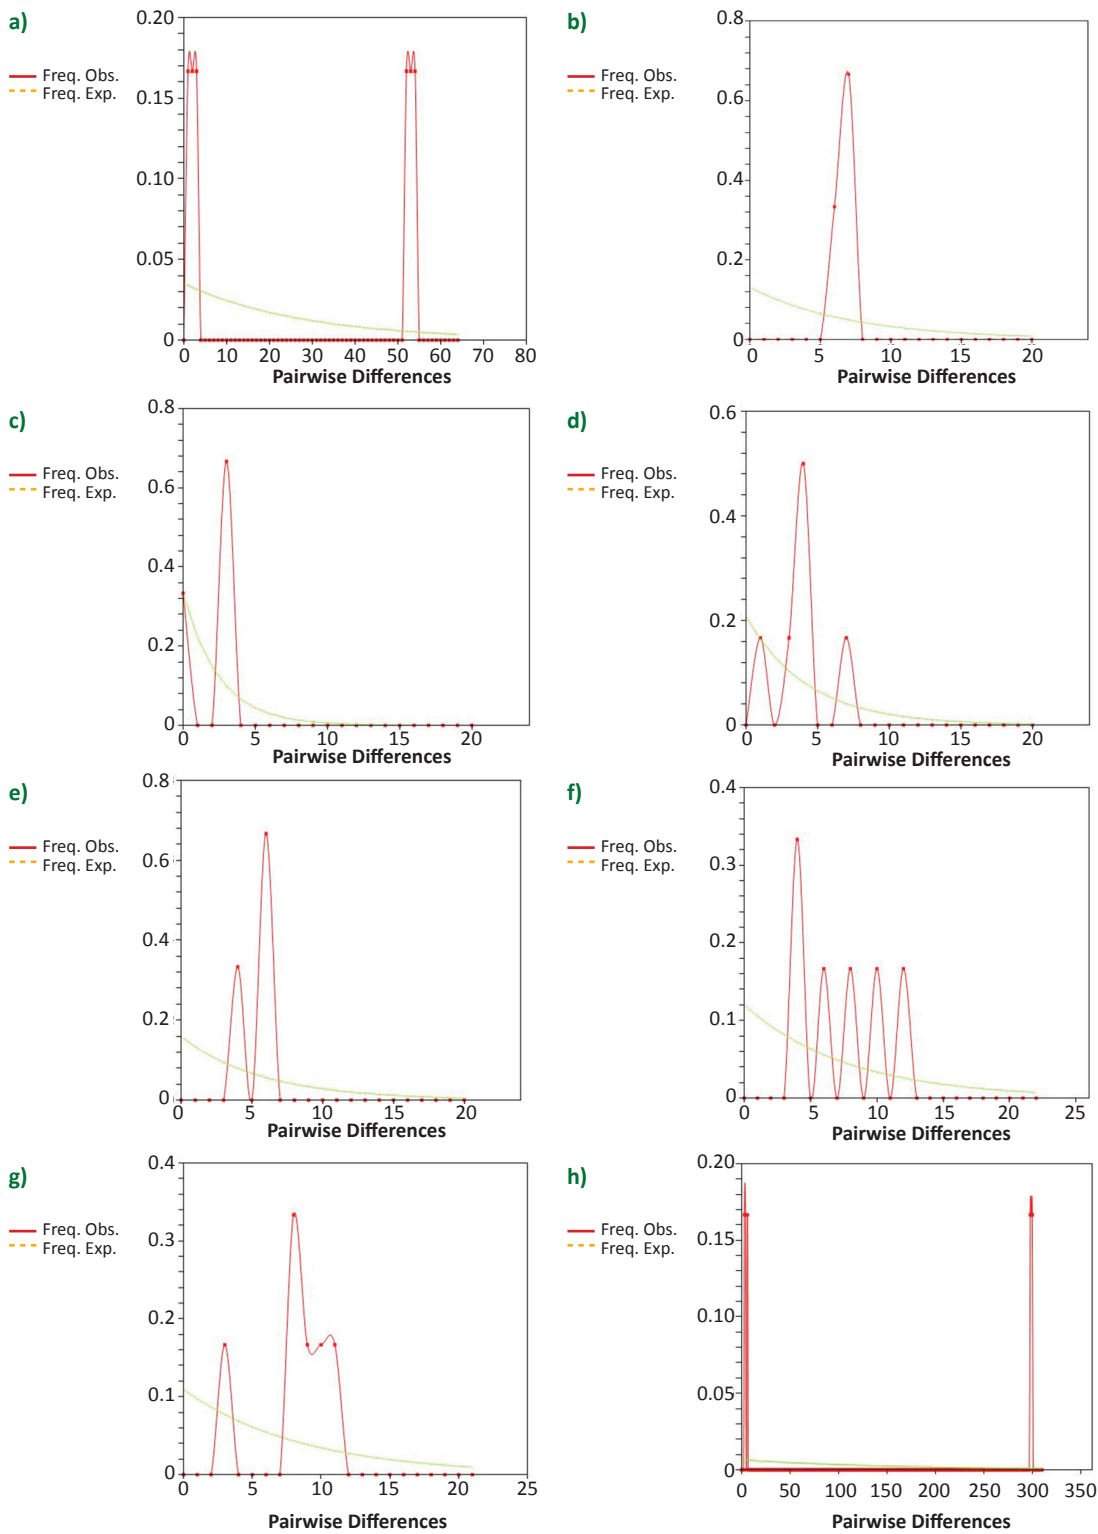 a)
Freq. Obs.
Freq. Exp.
0.20
0.15
0.10
0.05
0
0 10 20 30 40 50 60 70 80
Pairwise Differences
b)
Freq. Obs.
Freq. Exp.
0.8
0.6
0.4
0.2
0
0 5 10 15 20
Pairwise Differences
c)
Freq. Obs.
Freq. Exp.
0.8
0.6
0.4
0.2
0
0 5 10 15 20
Pairwise Differences
d)
Freq. Obs.
Freq. Exp.
0.6
0.4
0.4
0.2
0
0 5 10 15 20
Pairwise Differences
e)
Freq. Obs.
Freq. Exp.
0.8
0.6
0.4
0.2
0
0 5 10 15 20
Pairwise Differences
f)
Freq. Obs.
Freq. Exp.
0.4
0.3
0.2
0.1
0
0 5 10 15 20 25
Pairwise Differences
g)
Freq. Obs.
Freq. Exp.
0.4
0.3
0.2
0.1
0
0 5 10 15 20 25
Pairwise Differences
h)
Freq. Obs.
Freq. Exp.
0.20
0.15
0.10
0.05
0
0 50 100 150 200 250 300 350
Pairwise Differences